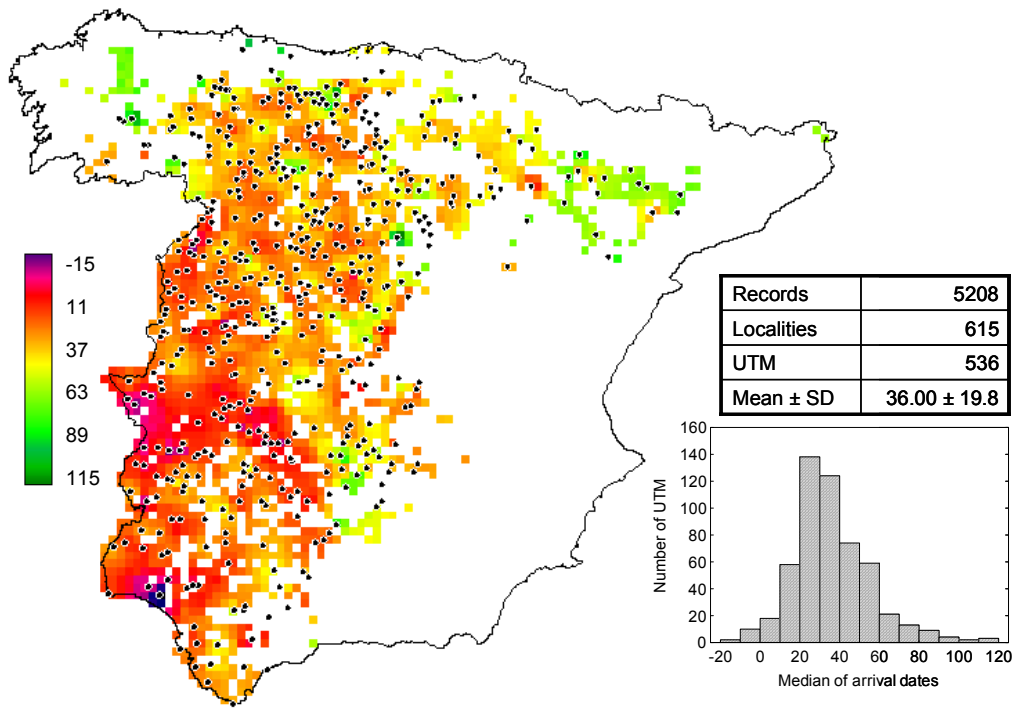 -15
11
37
63
89
115
Records 5208
Localities 615
UTM 536
Mean ± SD 36.00 ± 19.8
160
140
120
100
80
60
40
20
0
Number of UTM
-20 0 20 40 60 80 100 120
Median of arrival dates